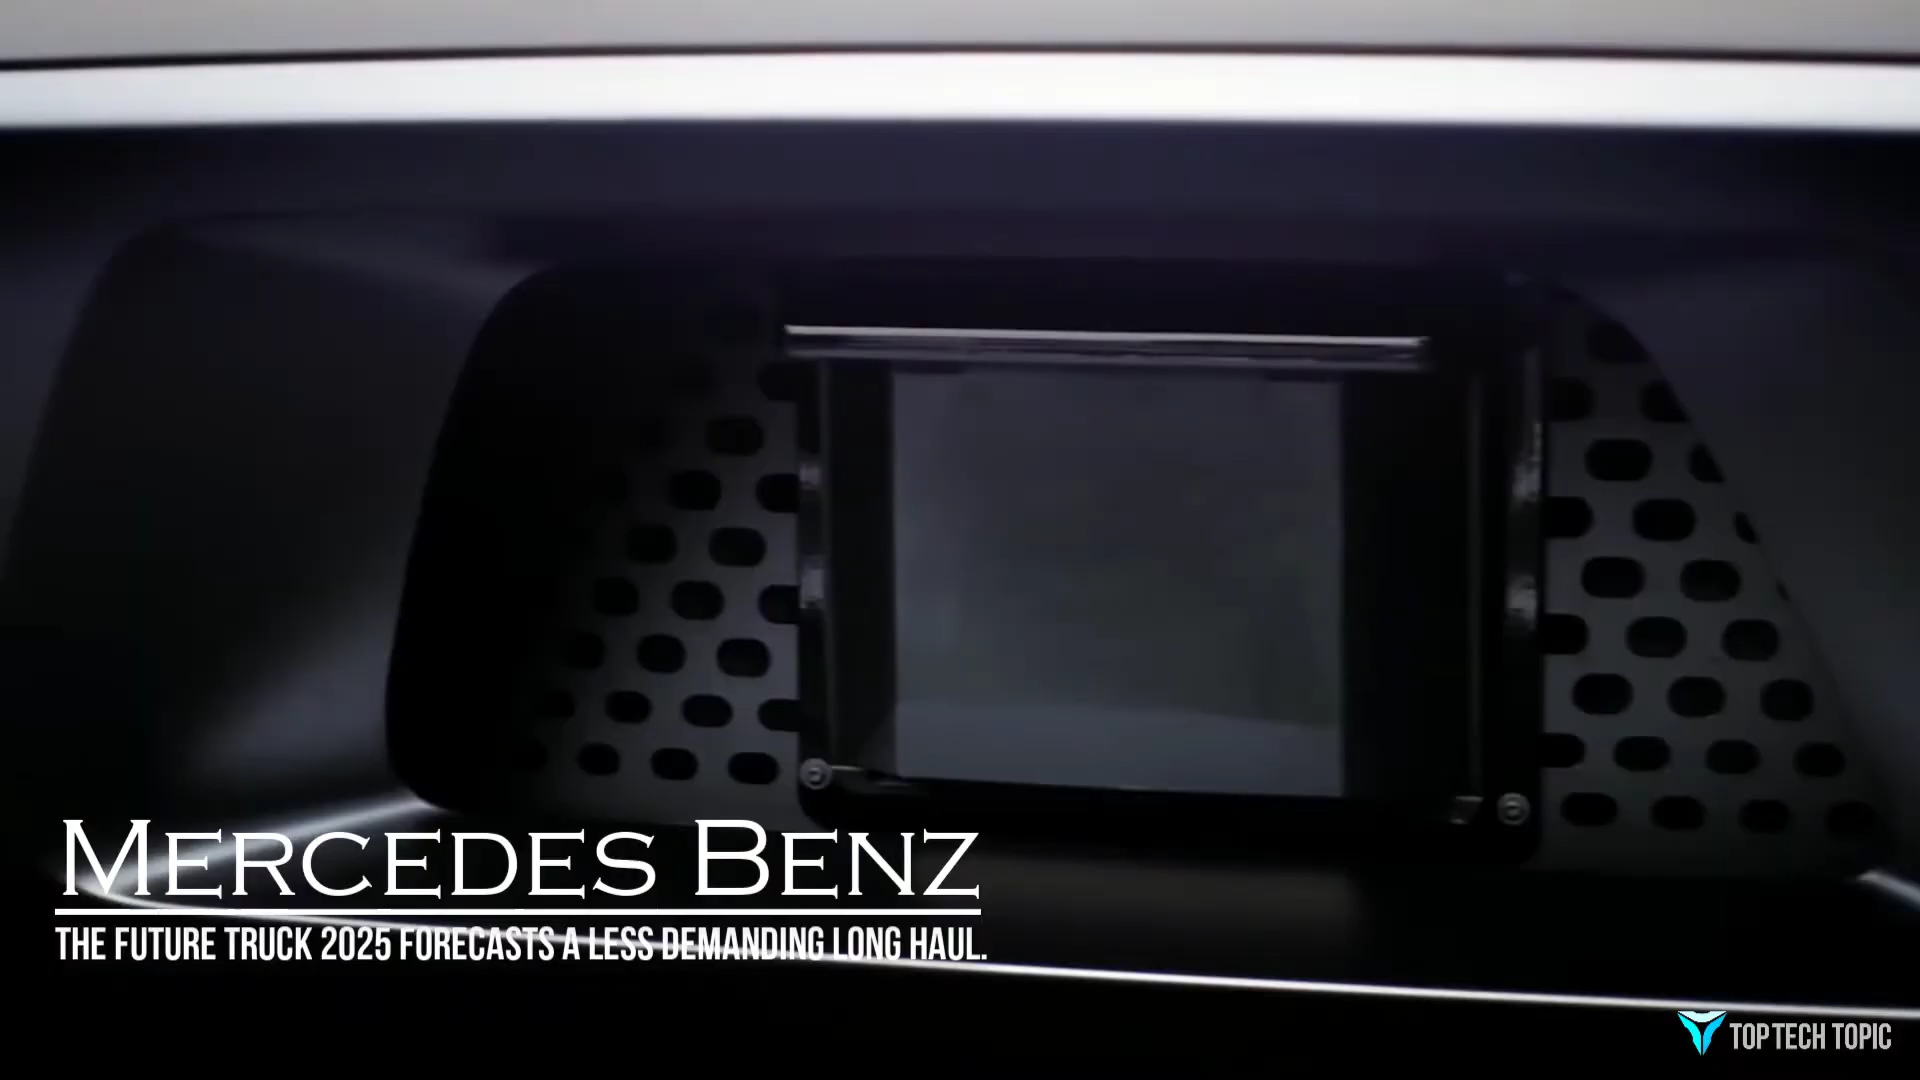 MERCEDES BENZ
THE FUTURE TRUCK 2025 FORECASTS A LESS DEMANDING LONG HAUL.
TOP TECH TOPIC